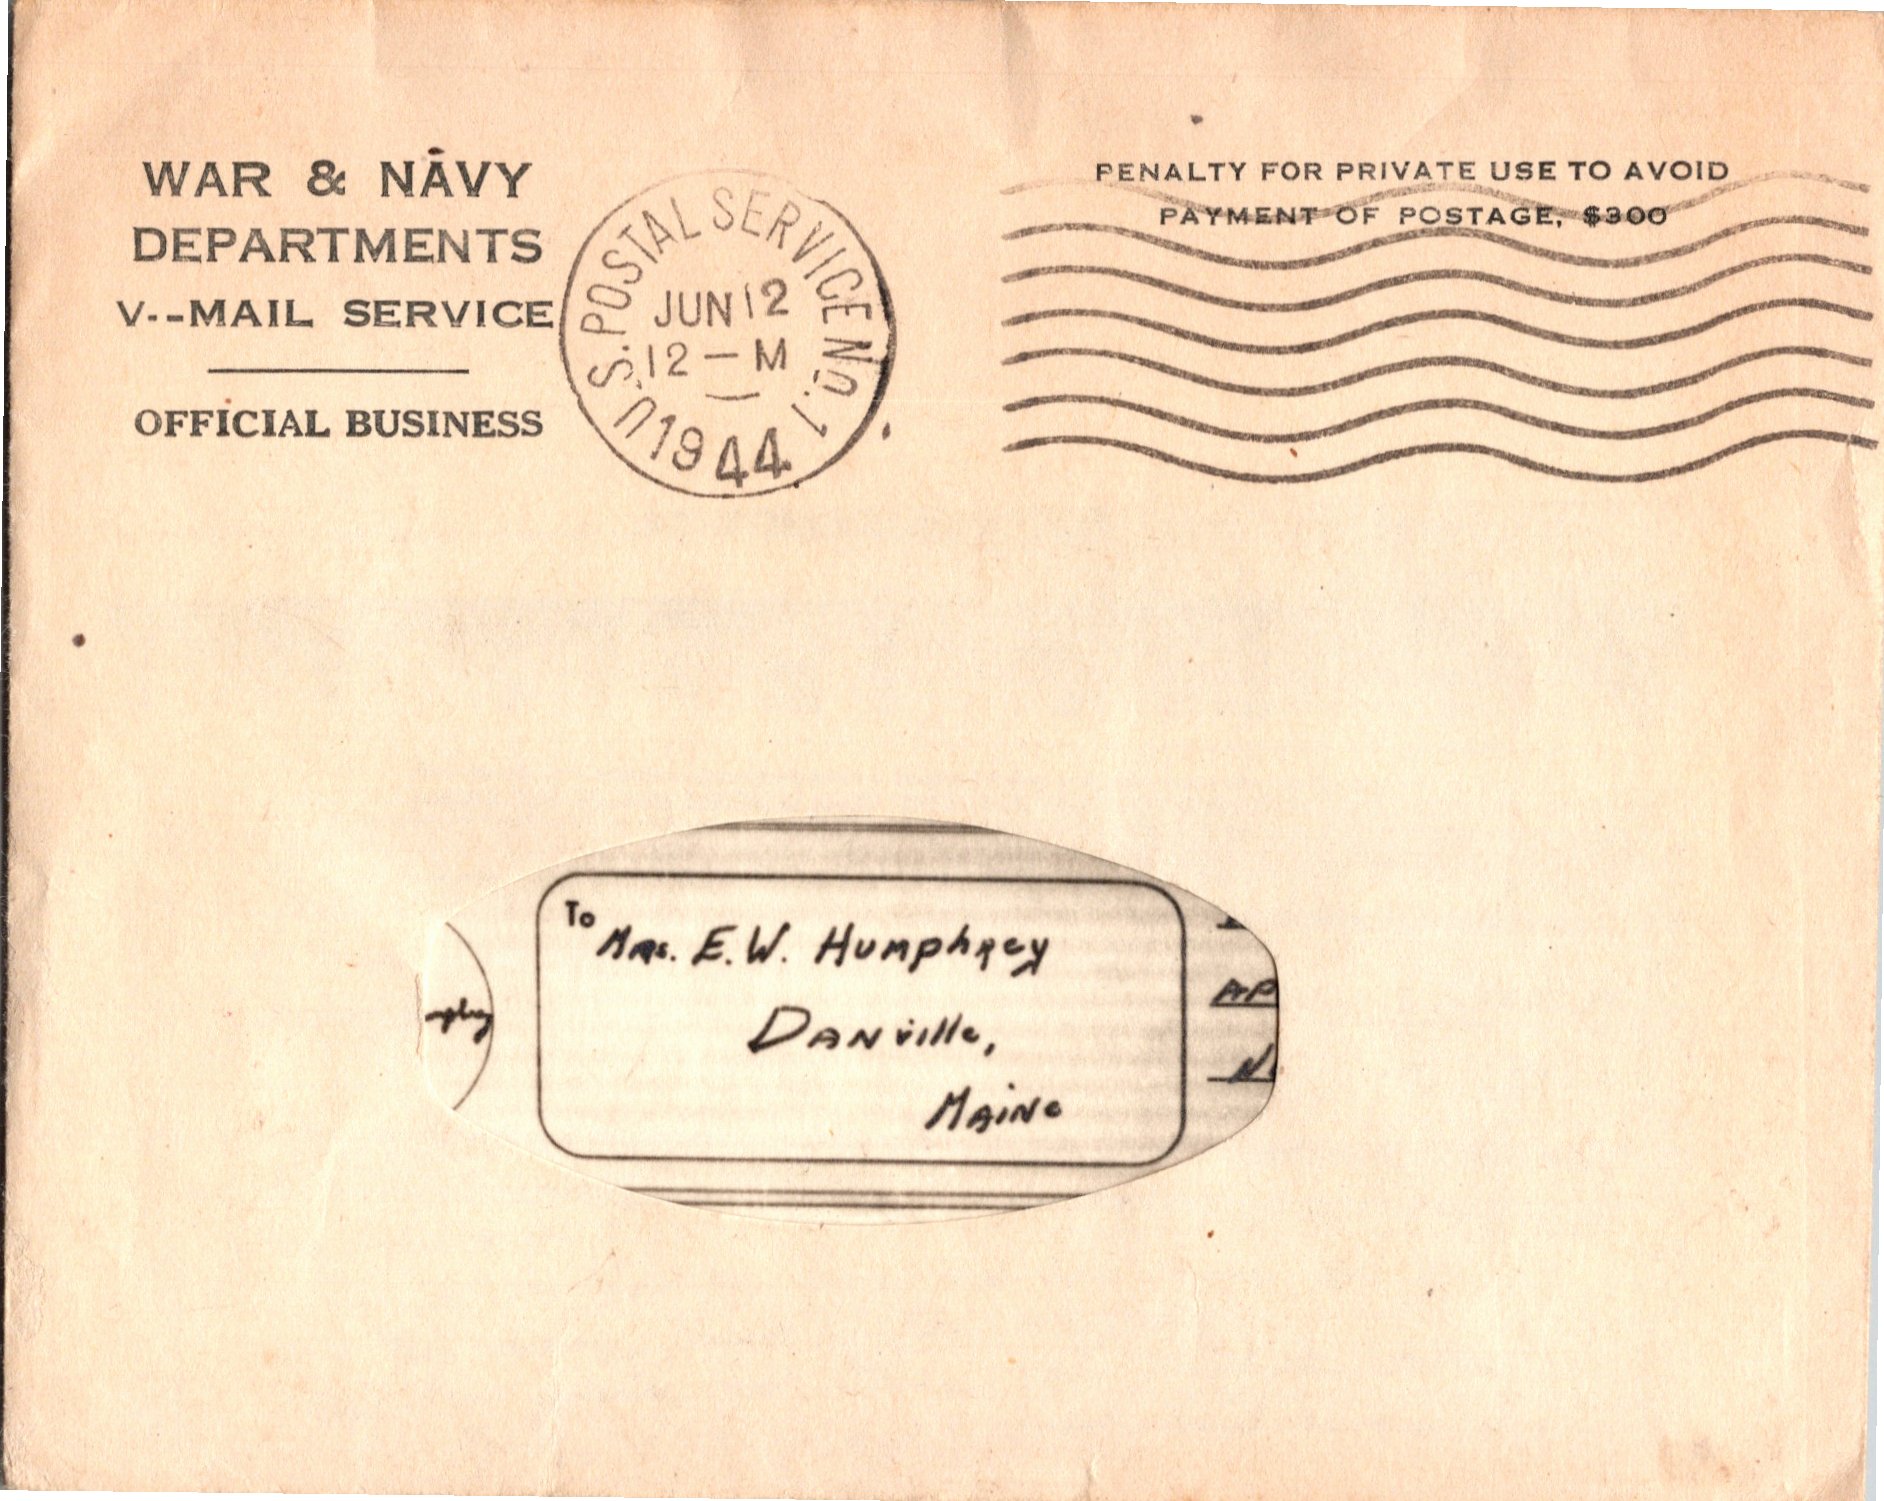 WAR & NAVY
DEPARTMENTS
V--MAIL SERVICE
OFFICIAL BUSINESS
U.S. POSTAL SERVICE No. 1
JUN 12
12 - M
1944
PENALTY FOR PRIVATE USE TO AVOID
PAYMENT OF POSTAGE, $300
To
Mrs. E.W. Humphrey
Danville,
Maine
AP
N